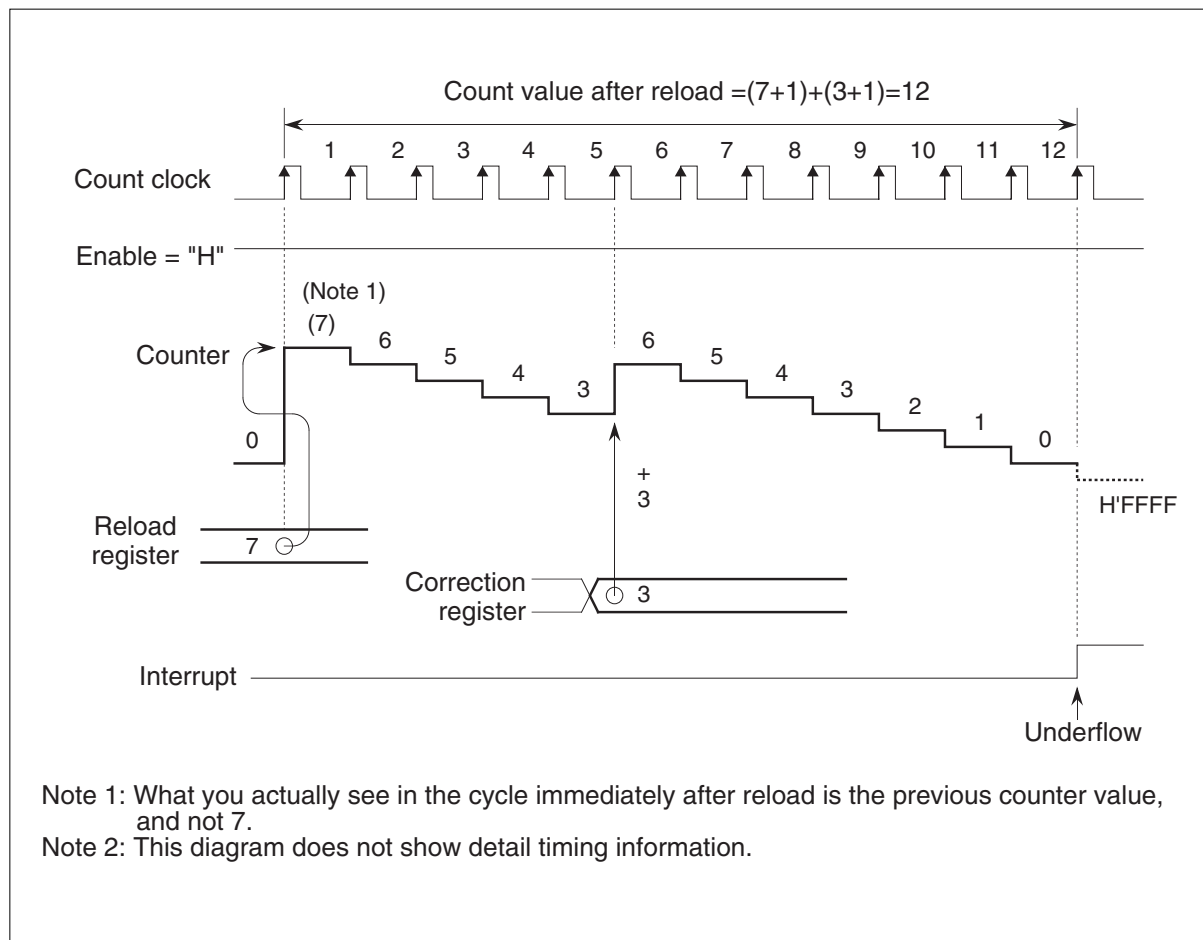 Count value after reload =(7+1)+(3+1)=12
1 2 3 4 5 6 7 8 9 10 11 12
Count clock
Enable = "H"
(Note 1)
(7) 6 5 4 3 6 5 4 3 2 1 0
Counter
0
+
3
H'FFFF
Reload
register
7
Correction
register
3
Interrupt
Underflow
Note 1: What you actually see in the cycle immediately after reload is the previous counter value,
and not 7.
Note 2: This diagram does not show detail timing information.